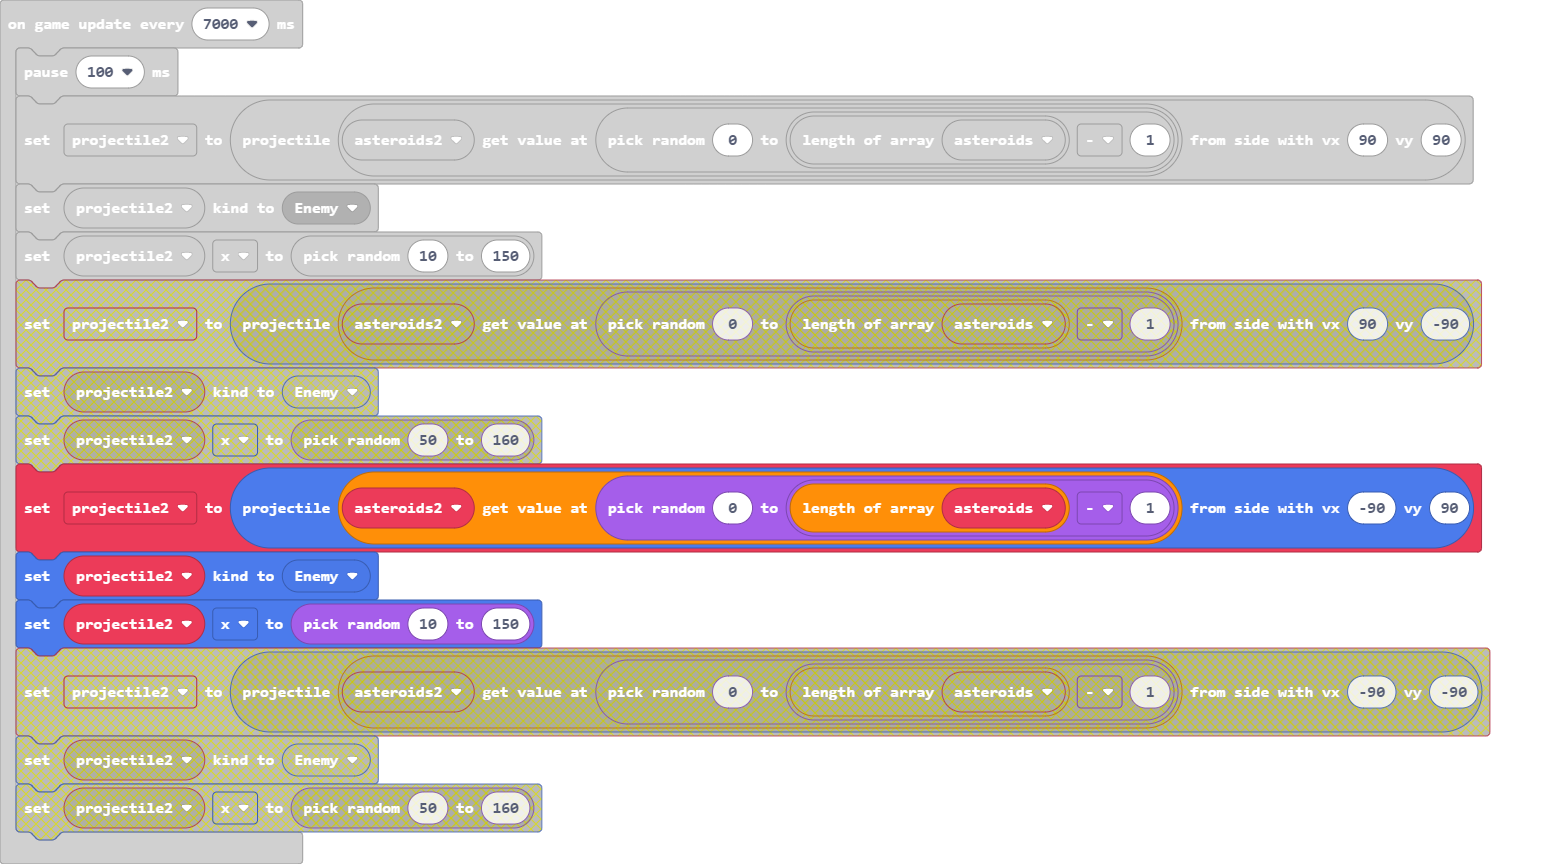 on game update every 7000 ms
pause 100 ms
set projectile2 to projectile asteroids2 get value at pick random 0 to length of array asteroids - 1 from side with vx 90 vy 90
set projectile2 kind to Enemy
set projectile2 x to pick random 10 to 150
set projectile2 to projectile asteroids2 get value at pick random 0 to length of array asteroids - 1 from side with vx 90 vy -90
set projectile2 kind to Enemy
set projectile2 x to pick random 50 to 160
set projectile2 to projectile asteroids2 get value at pick random 0 to length of array asteroids - 1 from side with vx -90 vy 90
set projectile2 kind to Enemy
set projectile2 x to pick random 10 to 150
set projectile2 to projectile asteroids2 get value at pick random 0 to length of array asteroids - 1 from side with vx -90 vy -90
set projectile2 kind to Enemy
set projectile2 x to pick random 50 to 160